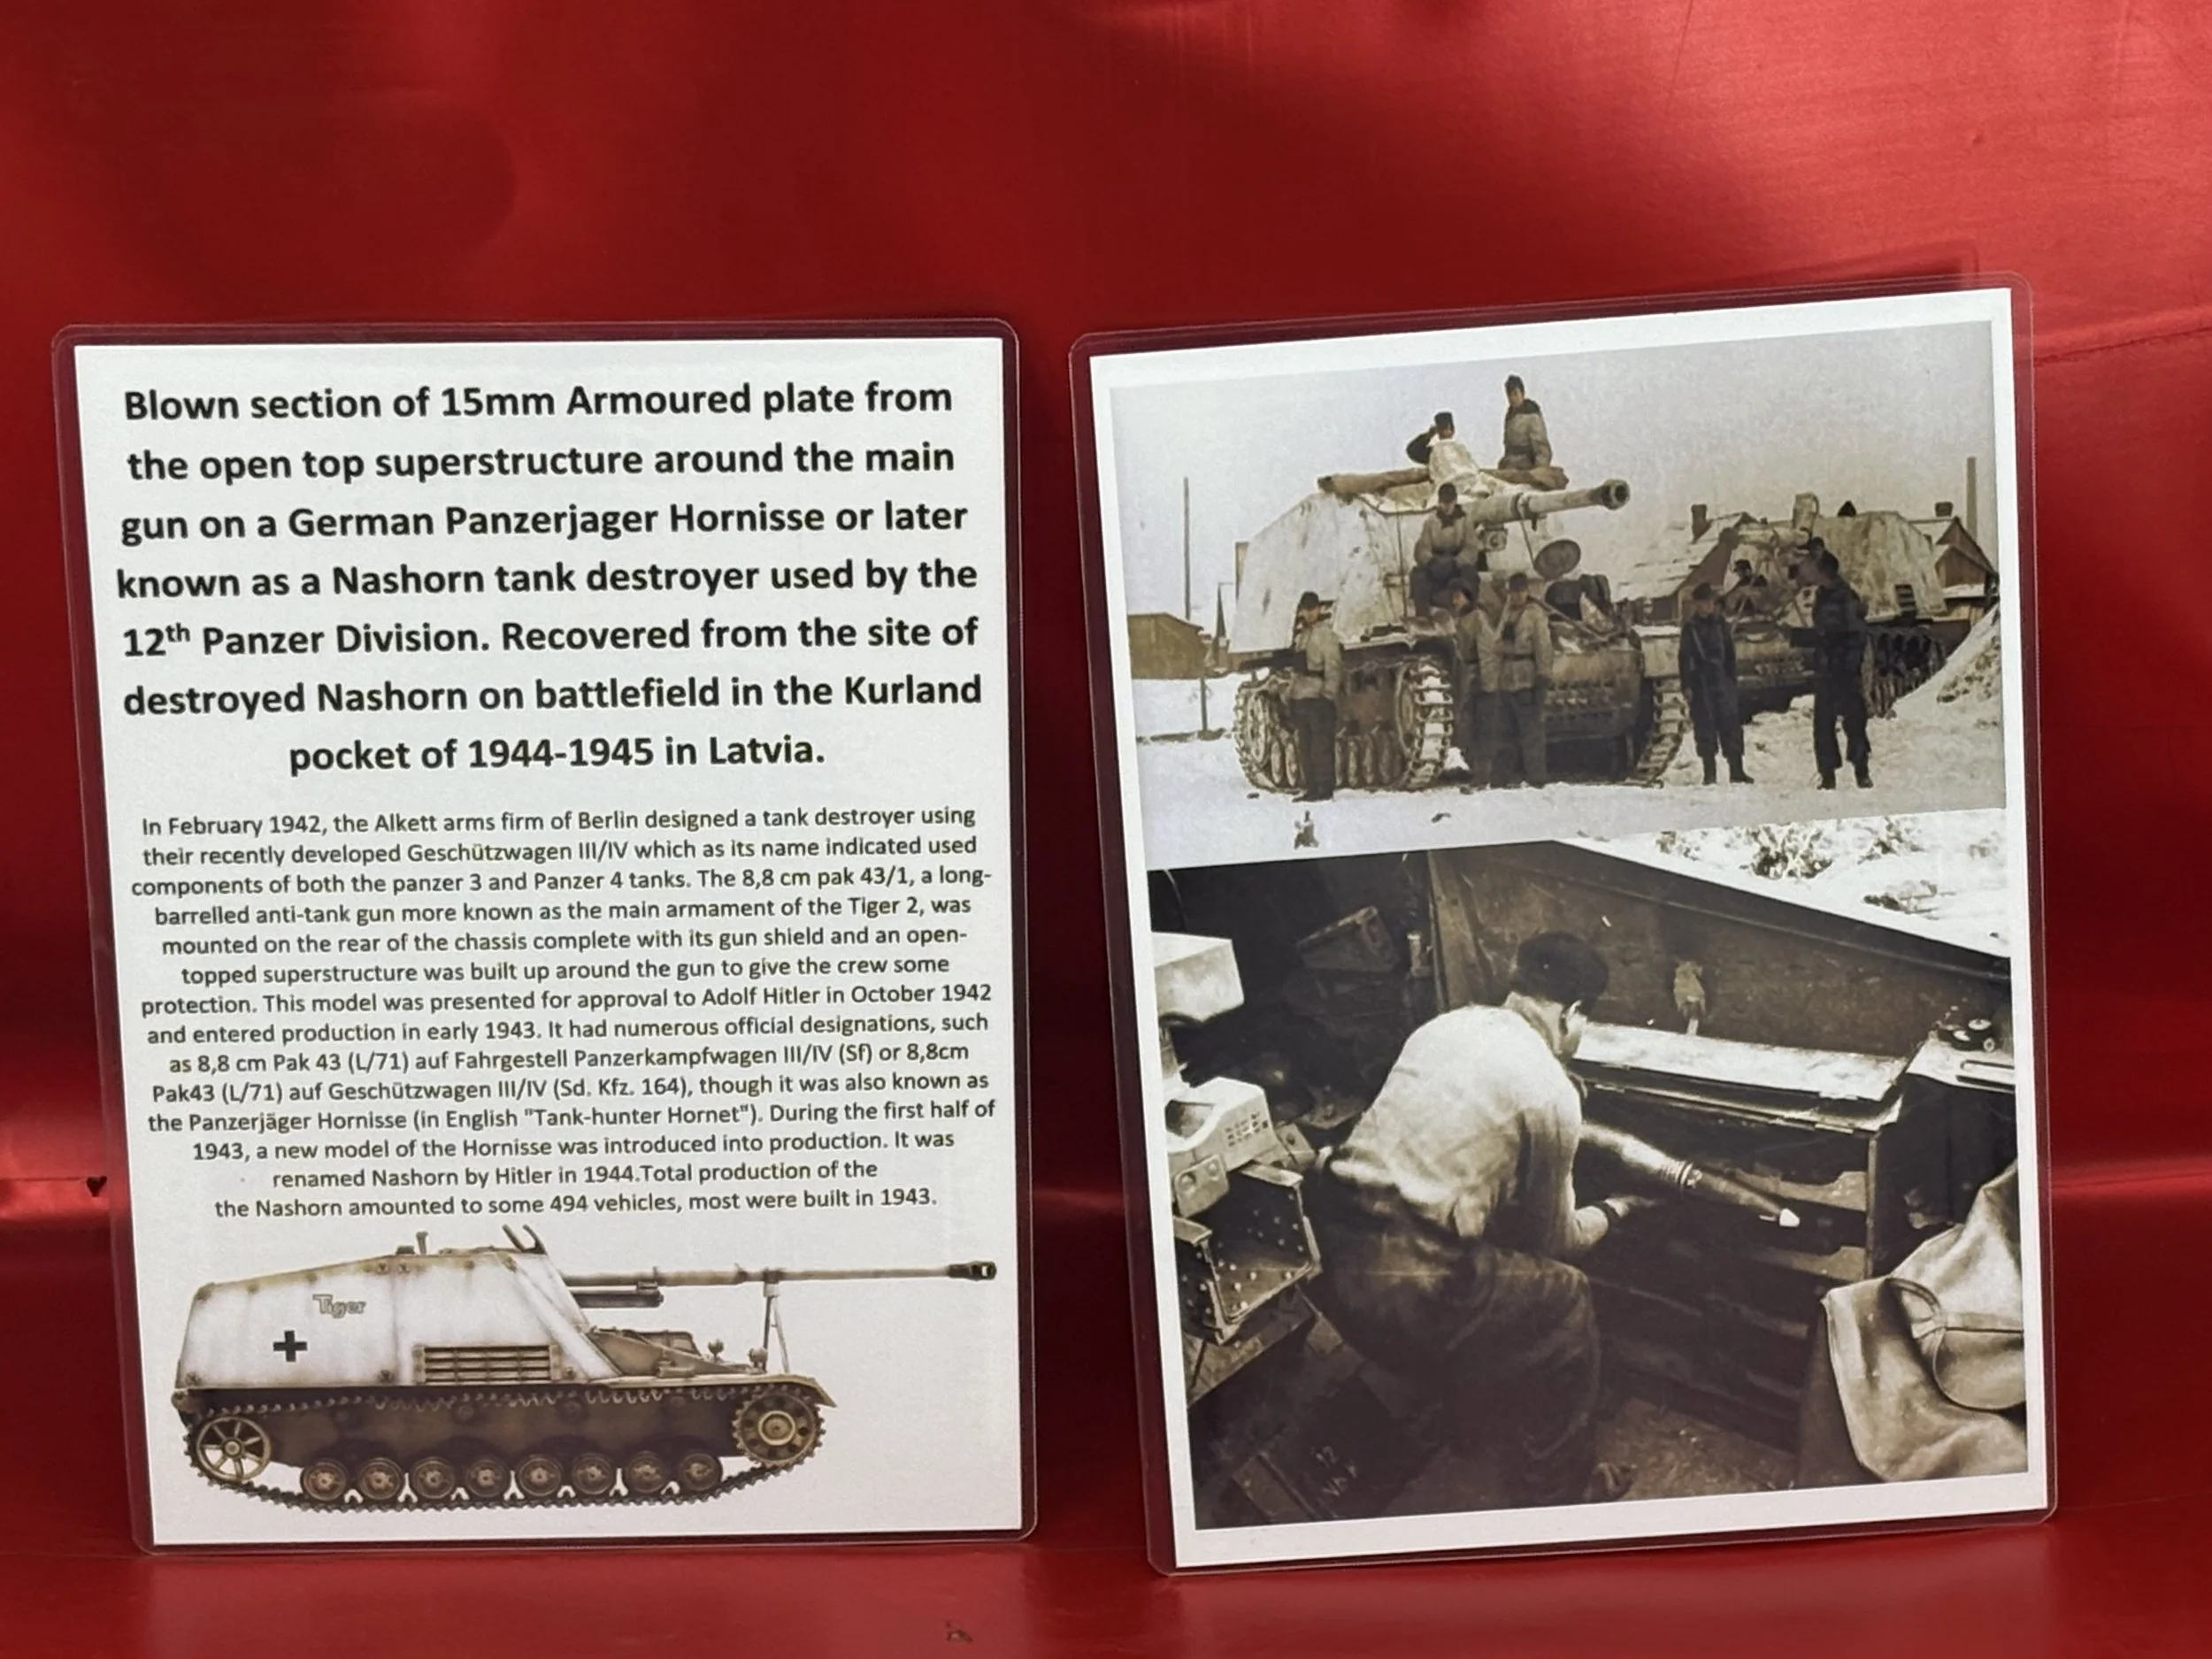 Blown section of 15mm Armoured plate from
the open top superstructure around the main
gun on a German Panzerjager Hornisse or later
known as a Nashorn tank destroyer used by the
12th Panzer Division. Recovered from the site of
destroyed Nashorn on battlefield in the Kurland
pocket of 1944-1945 in Latvia.
In February 1942, the Alkett arms firm of Berlin designed a tank destroyer using
their recently developed Geschützwagen III/IV which as its name indicated used
components of both the panzer 3 and Panzer 4 tanks. The 8,8 cm pak 43/1, a long-
barrelled anti-tank gun more known as the main armament of the Tiger 2, was
mounted on the rear of the chassis complete with its gun shield and an open-
topped superstructure was built up around the gun to give the crew some
protection. This model was presented for approval to Adolf Hitler in October 1942
and entered production in early 1943. It had numerous official designations, such
as 8,8 cm Pak 43 (L/71) auf Fahrgestell Panzerkampfwagen III/IV (Sf) or 8,8cm
Pak43 (L/71) auf Geschützwagen III/IV (Sd. Kfz. 164), though it was also known as
the Panzerjäger Hornisse (in English "Tank-hunter Hornet"). During the first half of
1943, a new model of the Hornisse was introduced into production. It was
renamed Nashorn by Hitler in 1944.Total production of the
the Nashorn amounted to some 494 vehicles, most were built in 1943.
Tiger